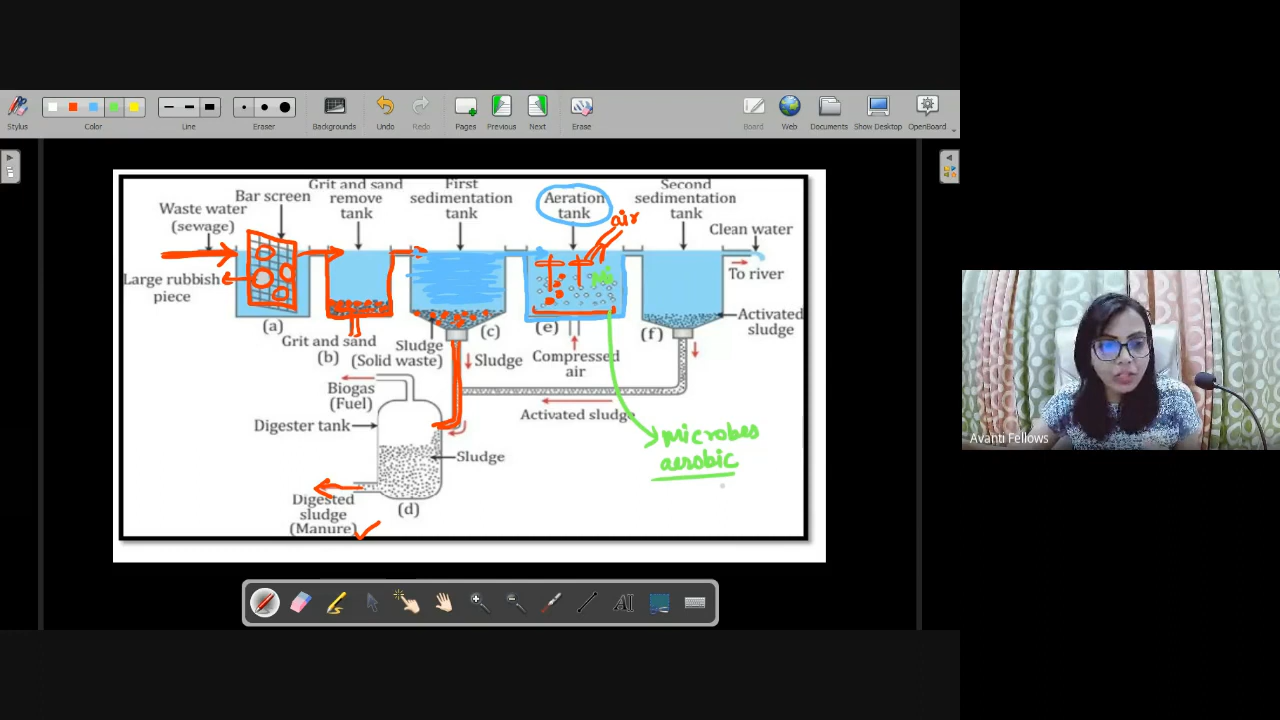 Stylus
Color
Line
Eraser
Backgrounds
Undo
Redo
Pages
Previous
Next
Erase
Board
Web
Documents
Show Desktop
OpenBoard
Waste water
(sewage)
Bar screen
Grit and sand
remove
tank
First
sedimentation
tank
Aeration
tank
air
Second
sedimentation
tank
Clean water
To river
Large rubbish
piece
(a)
Grit and sand
(b)
Sludge
(Solid waste)
(c)
Sludge
(e)
Compressed
air
(f)
Activated
sludge
Biogas
(Fuel)
Activated sludge
Digester tank
Sludge
microbes
aerobic
Digested
sludge
(Manure)
(d)
AI
Avanti Fellows